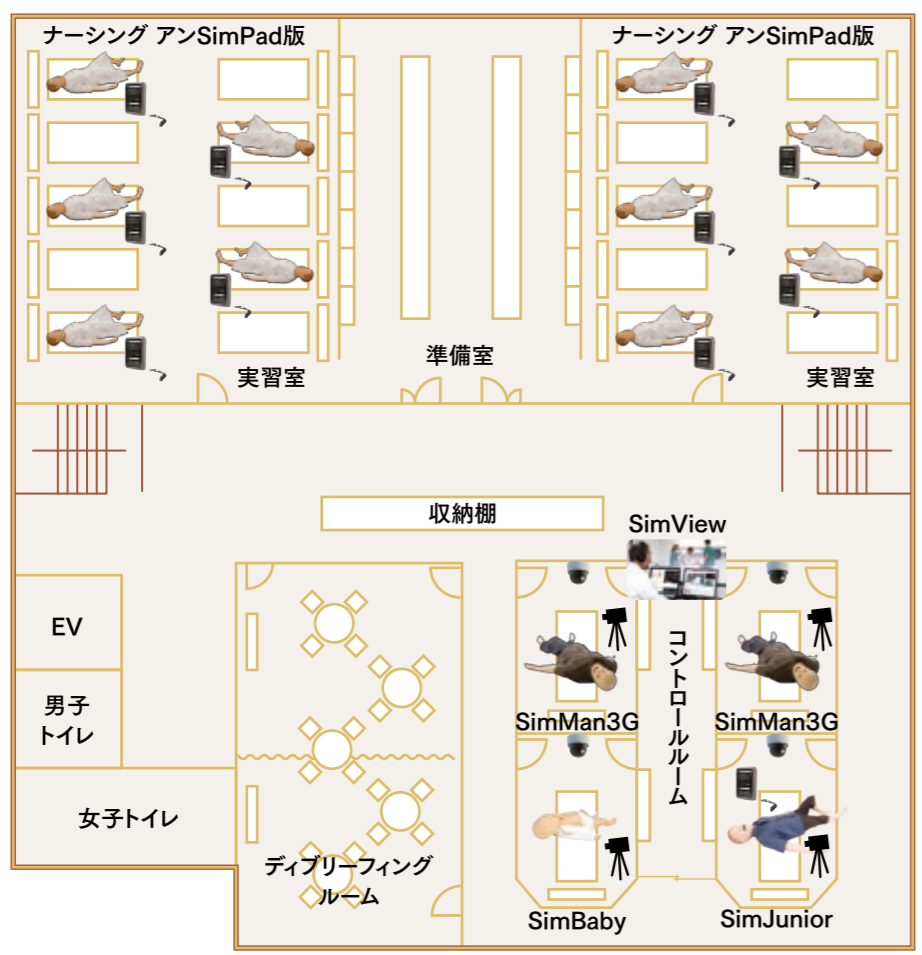 ナーシング アンSimPad版
ナーシング アンSimPad版
準備室
実習室
実習室
収納棚
SimView
EV
男子
トイレ
コントロールルーム
SimMan3G
SimMan3G
女子トイレ
ディブリーフィング
ルーム
SimBaby
SimJunior